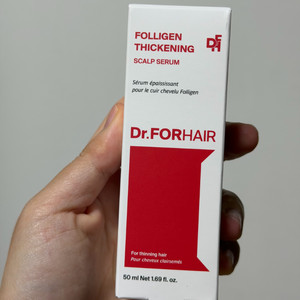 FOLLIGEN
THICKENING
SCALP SERUM
Sérum épaississant
pour le cuir chevelu Folligen
Dr.FORHAIR
For thinning hair
Pour cheveux clairsemés
50 ml Net 1.69 fl. oz.